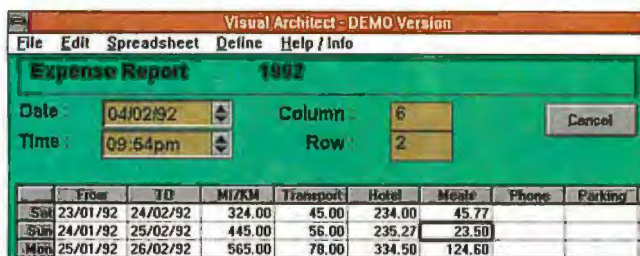 Visual Architect - DEMO Version
File Edit Spreadsheet Define Help / Info
Expense Report 1992
Date : 04/02/92 Column : 6 Cancel
Time : 09:54pm Row : 2
From TO MI/KM Transport Hotel Meals Phone Parking
Sat 23/01/92 24/02/92 324.00 45.00 234.00 45.77
Sun 24/01/92 25/02/92 445.00 56.00 235.27 23.50
Mon 25/01/92 26/02/92 565.00 78.00 334.50 124.60